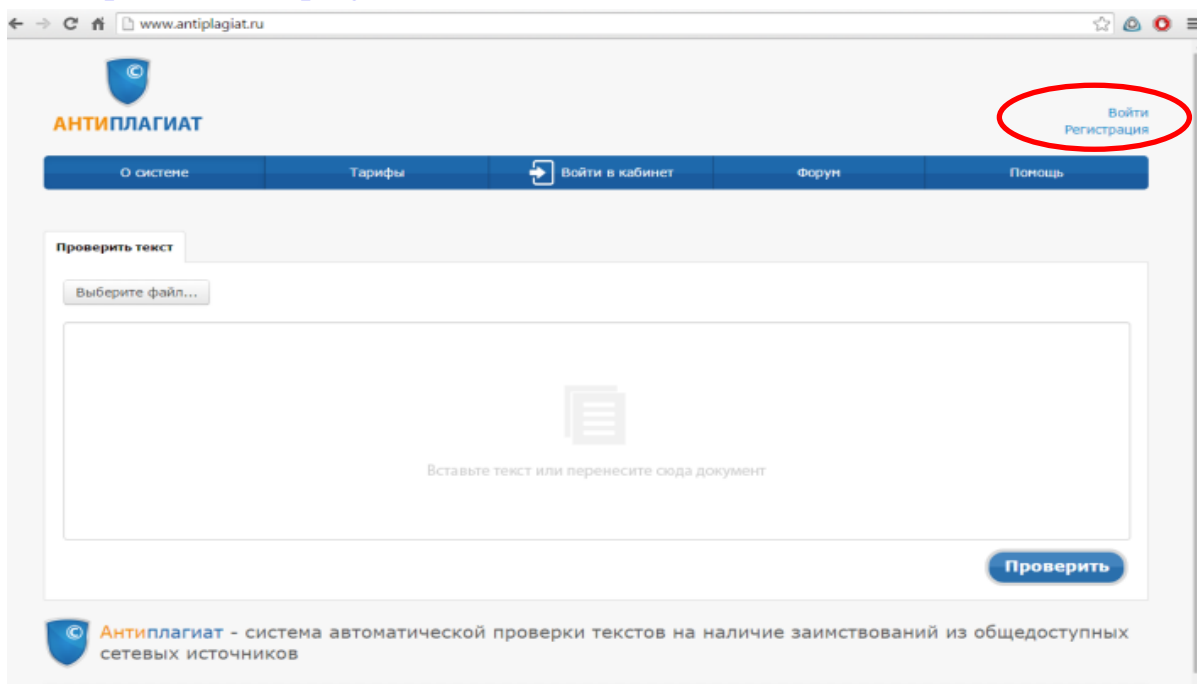 www.antiplagiat.ru
©
АНТИПЛАГИАТ
Войти
Регистрация
О системе Тарифы Войти в кабинет Форум Помощь
Проверить текст
Выберите файл...
Вставьте текст или перенесите сюда документ
Проверить
© Антиплагиат - система автоматической проверки текстов на наличие заимствований из общедоступных
сетевых источников